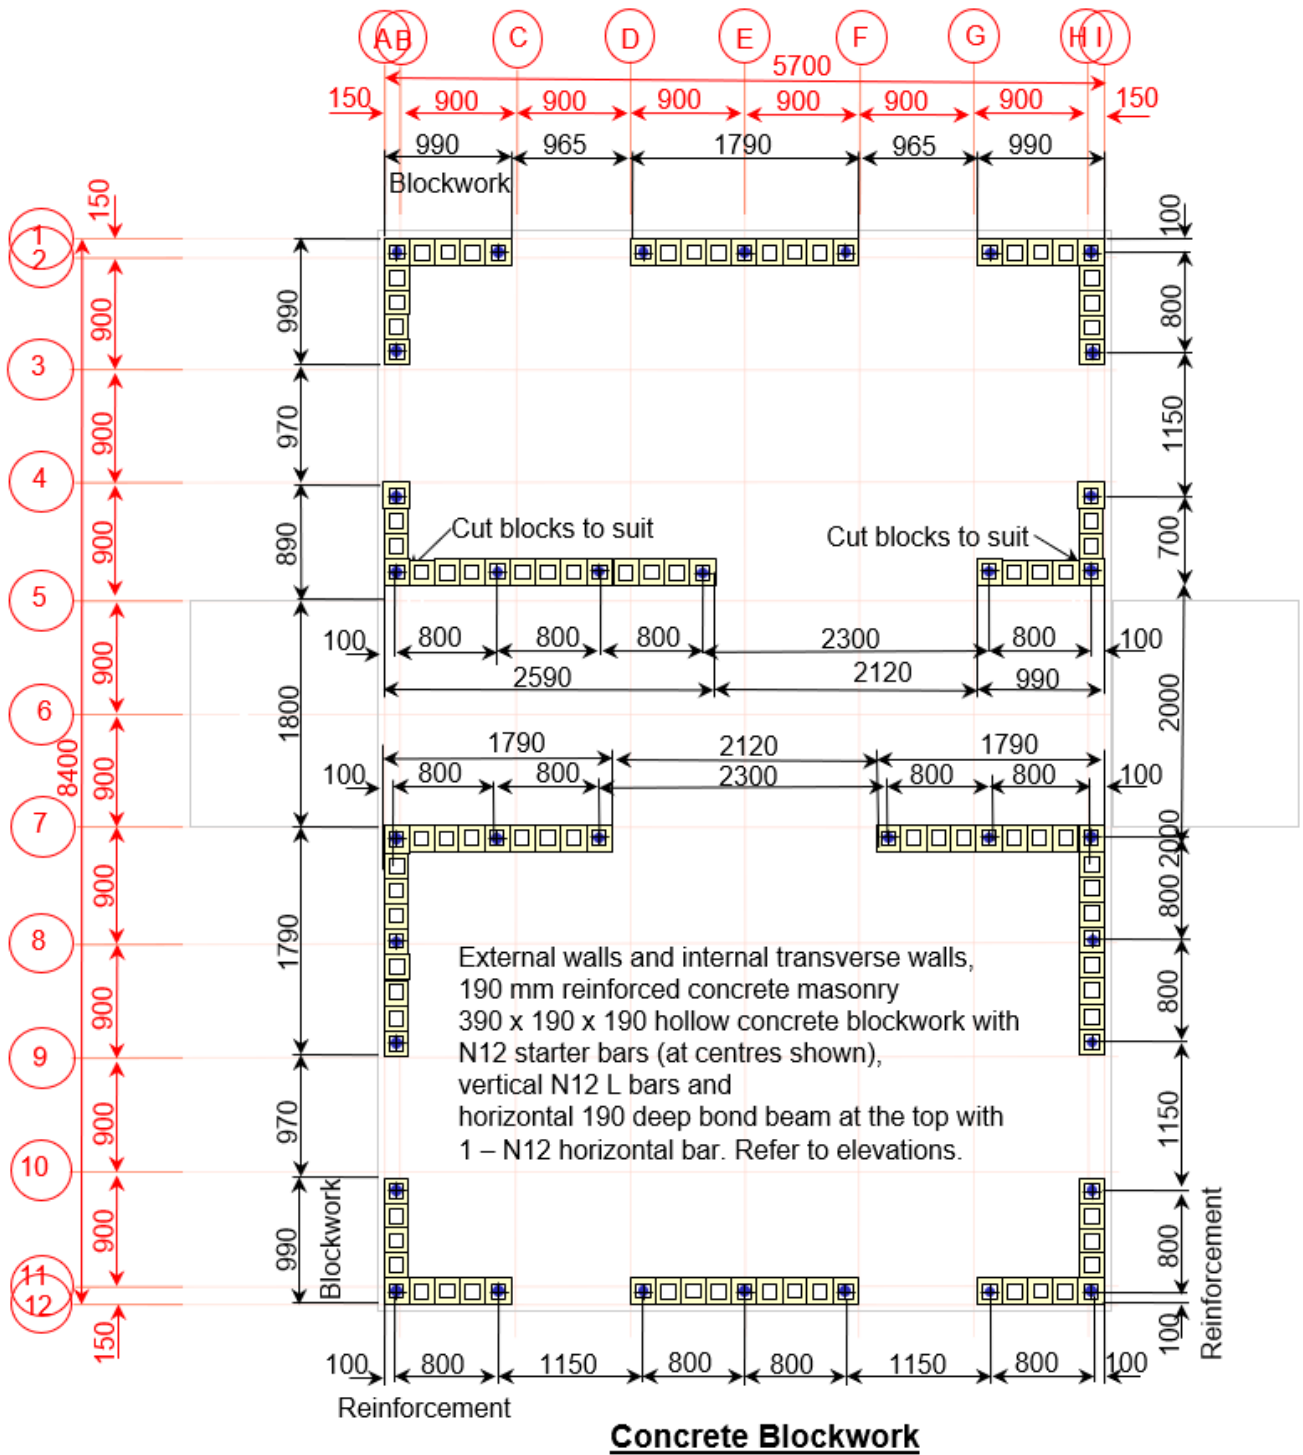 A B C D E F G H I
5700
150 900 900 900 900 900 900 150
990 965 1790 965 990
Blockwork
150
100
1
2
990
900
800
3
970
900
1150
4
890
900
700
Cut blocks to suit
Cut blocks to suit
5
900
100 800 800 800 2300 800 100
2590 2120 990
6
1800
2000
8400
900
1790 2120 1790
100 800 800 2300 800 800 100
7
2000
900
800
1790
8
900
800
External walls and internal transverse walls,
190 mm reinforced concrete masonry
390 x 190 x 190 hollow concrete blockwork with
N12 starter bars (at centres shown),
vertical N12 L bars and
horizontal 190 deep bond beam at the top with
1 – N12 horizontal bar. Refer to elevations.
9
970
900
1150
10
990
900
Blockwork
800
Reinforcement
11
12
150
100
100 800 1150 800 800 1150 800 100
Reinforcement
Concrete Blockwork